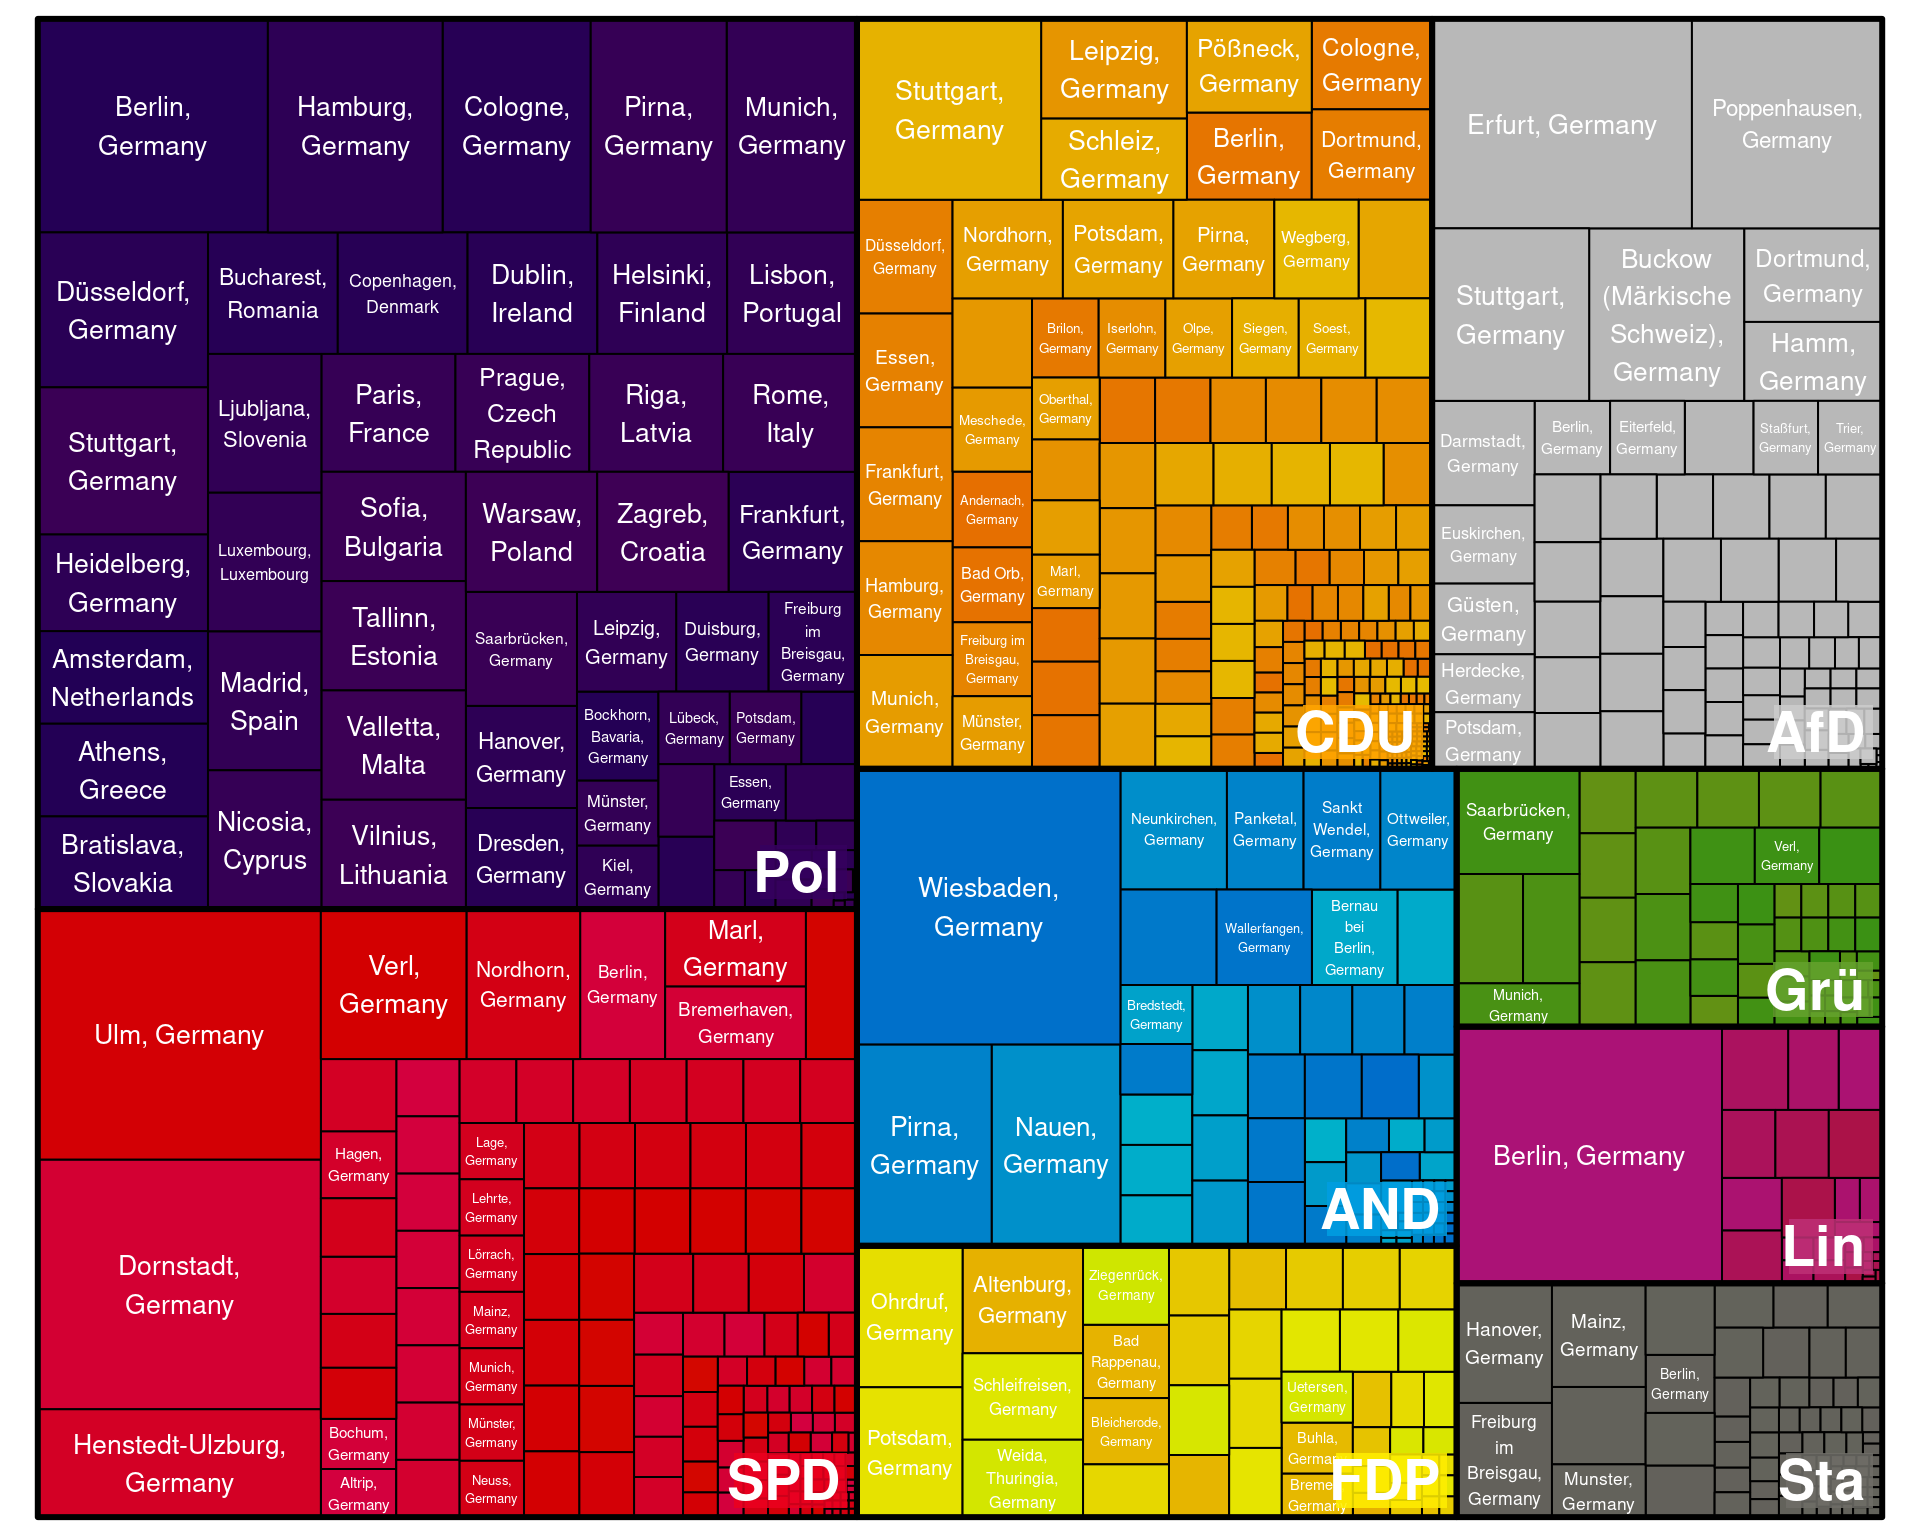 Berlin,
Germany
Hamburg,
Germany
Cologne,
Germany
Pirna,
Germany
Munich,
Germany
Düsseldorf,
Germany
Bucharest,
Romania
Copenhagen,
Denmark
Dublin,
Ireland
Helsinki,
Finland
Lisbon,
Portugal
Stuttgart,
Germany
Ljubljana,
Slovenia
Paris,
France
Prague,
Czech
Republic
Riga,
Latvia
Rome,
Italy
Heidelberg,
Germany
Luxembourg,
Luxembourg
Sofia,
Bulgaria
Warsaw,
Poland
Zagreb,
Croatia
Frankfurt,
Germany
Amsterdam,
Netherlands
Madrid,
Spain
Tallinn,
Estonia
Saarbrücken,
Germany
Leipzig,
Germany
Duisburg,
Germany
Freiburg
im
Breisgau,
Germany
Athens,
Greece
Valletta,
Malta
Hanover,
Germany
Bockhorn,
Bavaria,
Germany
Lübeck,
Germany
Potsdam,
Germany
Essen,
Germany
Bratislava,
Slovakia
Nicosia,
Cyprus
Vilnius,
Lithuania
Dresden,
Germany
Münster,
Germany
Kiel,
Germany
Pol
Stuttgart,
Germany
Leipzig,
Germany
Pößneck,
Germany
Cologne,
Germany
Schleiz,
Germany
Berlin,
Germany
Dortmund,
Germany
Düsseldorf,
Germany
Nordhorn,
Germany
Potsdam,
Germany
Pirna,
Germany
Wegberg,
Germany
Essen,
Germany
Brilon,
Germany
Iserlohn,
Germany
Olpe,
Germany
Siegen,
Germany
Soest,
Germany
Meschede,
Germany
Oberthal,
Germany
Frankfurt,
Germany
Andernach,
Germany
Hamburg,
Germany
Bad Orb,
Germany
Marl,
Germany
Freiburg im
Breisgau,
Germany
Munich,
Germany
Münster,
Germany
CDU
Erfurt, Germany
Poppenhausen,
Germany
Stuttgart,
Germany
Buckow
(Märkische
Schweiz),
Germany
Dortmund,
Germany
Hamm,
Germany
Darmstadt,
Germany
Berlin,
Germany
Eiterfeld,
Germany
Staßfurt,
Germany
Trier,
Germany
Euskirchen,
Germany
Güsten,
Germany
Herdecke,
Germany
Potsdam,
Germany
AfD
Ulm, Germany
Verl,
Germany
Nordhorn,
Germany
Berlin,
Germany
Marl,
Germany
Bremerhaven,
Germany
Dornstadt,
Germany
Hagen,
Germany
Lage,
Germany
Lehrte,
Germany
Lörrach,
Germany
Mainz,
Germany
Munich,
Germany
Henstedt-Ulzburg,
Germany
Bochum,
Germany
Münster,
Germany
Altrip,
Germany
Neuss,
Germany
SPD
Wiesbaden,
Germany
Neunkirchen,
Germany
Panketal,
Germany
Sankt
Wendel,
Germany
Ottweiler,
Germany
Wallerfangen,
Germany
Bernau
bei
Berlin,
Germany
Bredstedt,
Germany
Pirna,
Germany
Nauen,
Germany
AND
Ohrdruf,
Germany
Altenburg,
Germany
Ziegenrück,
Germany
Bad
Rappenau,
Germany
Schleifreisen,
Germany
Bleicherode,
Germany
Uetersen,
Germany
Potsdam,
Germany
Weida,
Thuringia,
Germany
Buhla,
Germany
Bremen
Germany
FDP
Saarbrücken,
Germany
Verl,
Germany
Munich,
Germany
Grü
Berlin, Germany
Lin
Hanover,
Germany
Mainz,
Germany
Berlin,
Germany
Freiburg
im
Breisgau,
Germany
Munster,
Germany
Sta